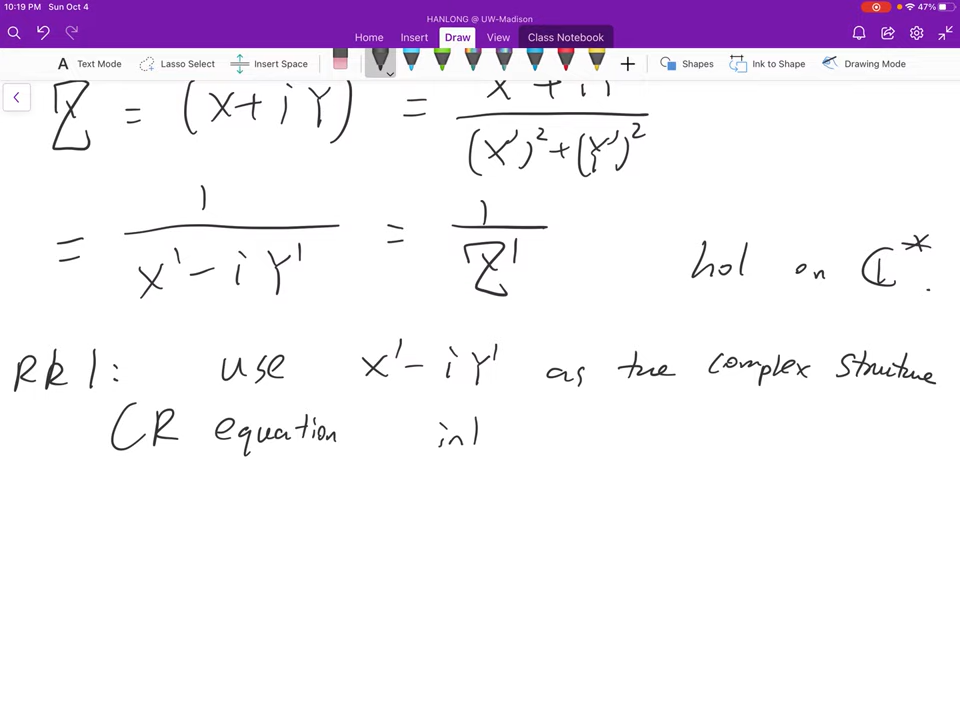 10:19 PM Sun Oct 4
47%
HANLONG @ UW-Madison
Home Insert Draw View Class Notebook
A Text Mode Lasso Select Insert Space Shapes Ink to Shape Drawing Mode
Z = (X + i Y) = X' + i Y' / (X')² + (Y')²
= 1 / X' - i Y' = 1 / Z' hol on ℂ* .
Rk 1: use X' - i Y' as the complex structure
CR equation in